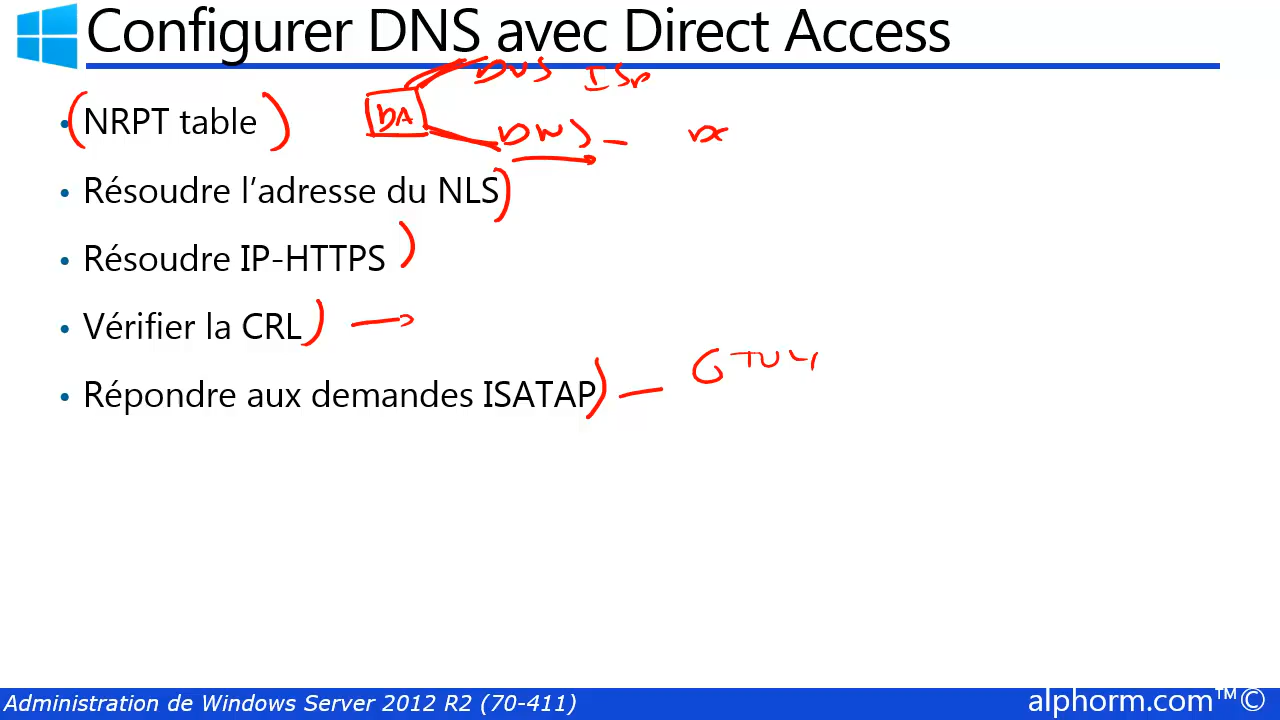 Configurer DNS avec Direct Access
DNS ISP
• NRPT table
DA
DNS
• Résoudre l’adresse du NLS
• Résoudre IP-HTTPS
• Vérifier la CRL
6TO4
• Répondre aux demandes ISATAP
Administration de Windows Server 2012 R2 (70-411)
alphorm.com™©